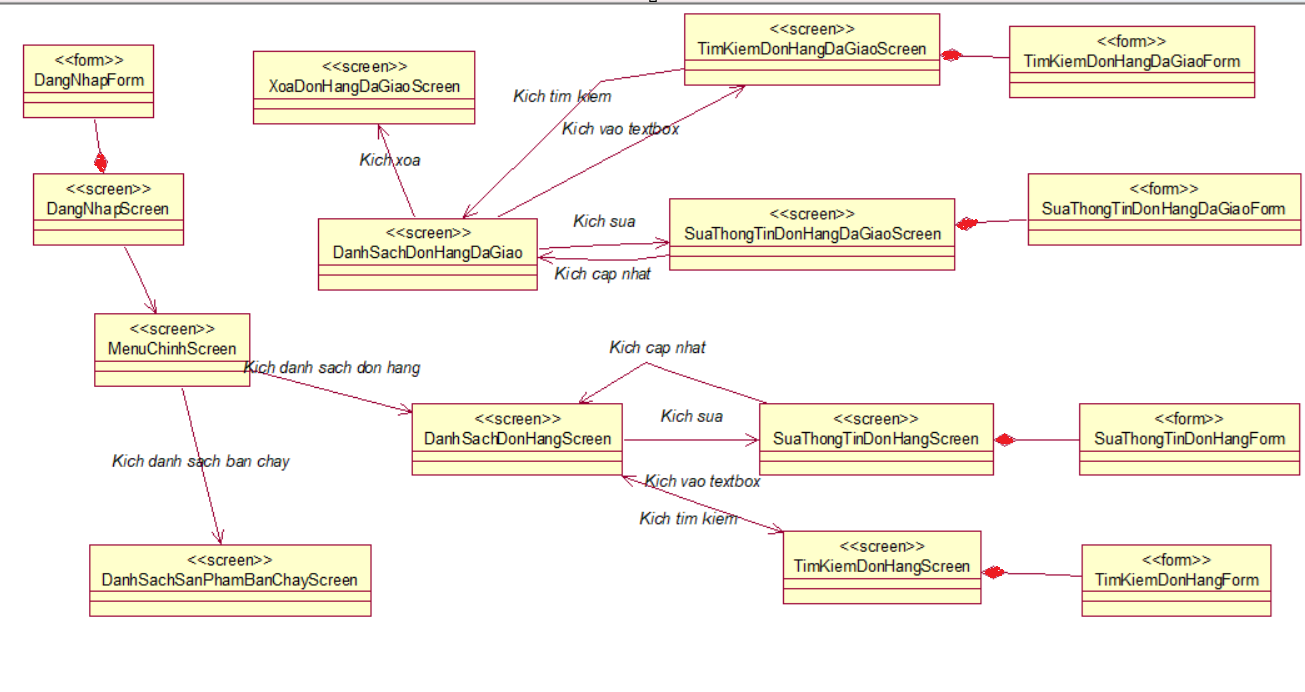 <<form>>
DangNhapForm
<<screen>>
XoaDonHangDaGiaoScreen
<<screen>>
TimKiemDonHangDaGiaoScreen
<<form>>
TimKiemDonHangDaGiaoForm
Kich tim kiem
Kich vao textbox
Kich xoa
<<screen>>
DangNhapScreen
<<screen>>
DanhSachDonHangDaGiao
Kich sua
Kich cap nhat
<<screen>>
SuaThongTinDonHangDaGiaoScreen
<<form>>
SuaThongTinDonHangDaGiaoForm
<<screen>>
MenuChinhScreen
Kich danh sach don hang
Kich cap nhat
<<screen>>
DanhSachDonHangScreen
Kich sua
<<screen>>
SuaThongTinDonHangScreen
<<form>>
SuaThongTinDonHangForm
Kich danh sach ban chay
Kich vao textbox
Kich tim kiem
<<screen>>
DanhSachSanPhamBanChayScreen
<<screen>>
TimKiemDonHangScreen
<<form>>
TimKiemDonHangForm